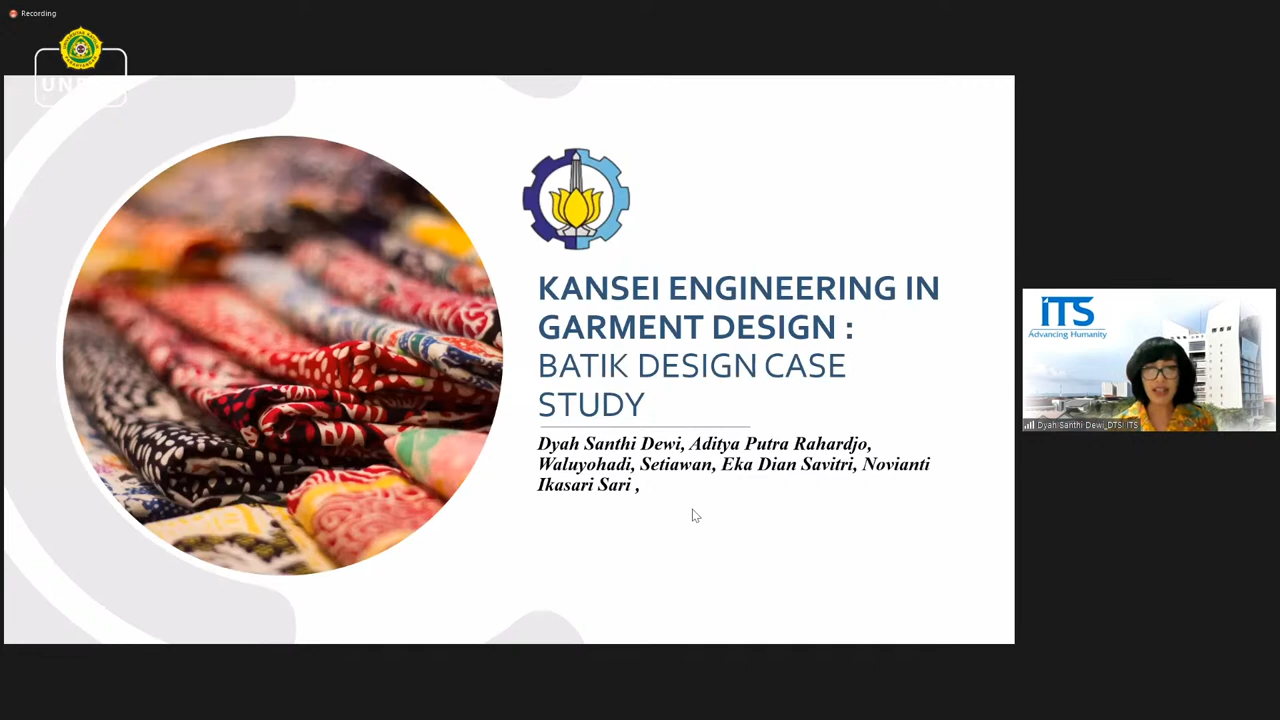 Recording
KANSEI ENGINEERING IN
GARMENT DESIGN :
BATIK DESIGN CASE
STUDY
Dyah Santhi Dewi, Aditya Putra Rahardjo,
Waluyohadi, Setiawan, Eka Dian Savitri, Novianti
Ikasari Sari ,
iTS
Advancing Humanity
Dyah Santhi Dewi_DTSI ITS